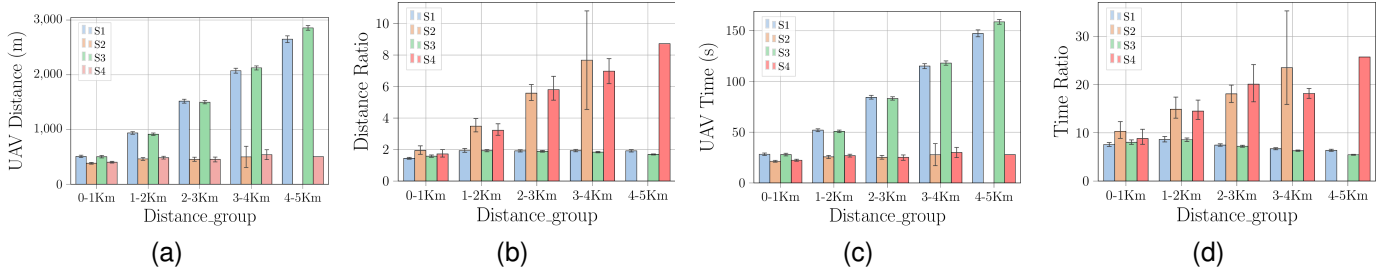 UAV Distance (m)
3,000
2,000
1,000
0
S1
S2
S3
S4
0-1Km 1-2Km 2-3Km 3-4Km 4-5Km
Distance_group
(a)
Distance Ratio
10
8
6
4
2
0
S1
S2
S3
S4
0-1Km 1-2Km 2-3Km 3-4Km 4-5Km
Distance_group
(b)
UAV Time (s)
150
100
50
0
S1
S2
S3
S4
0-1Km 1-2Km 2-3Km 3-4Km 4-5Km
Distance_group
(c)
Time Ratio
30
20
10
0
S1
S2
S3
S4
0-1Km 1-2Km 2-3Km 3-4Km 4-5Km
Distance_group
(d)